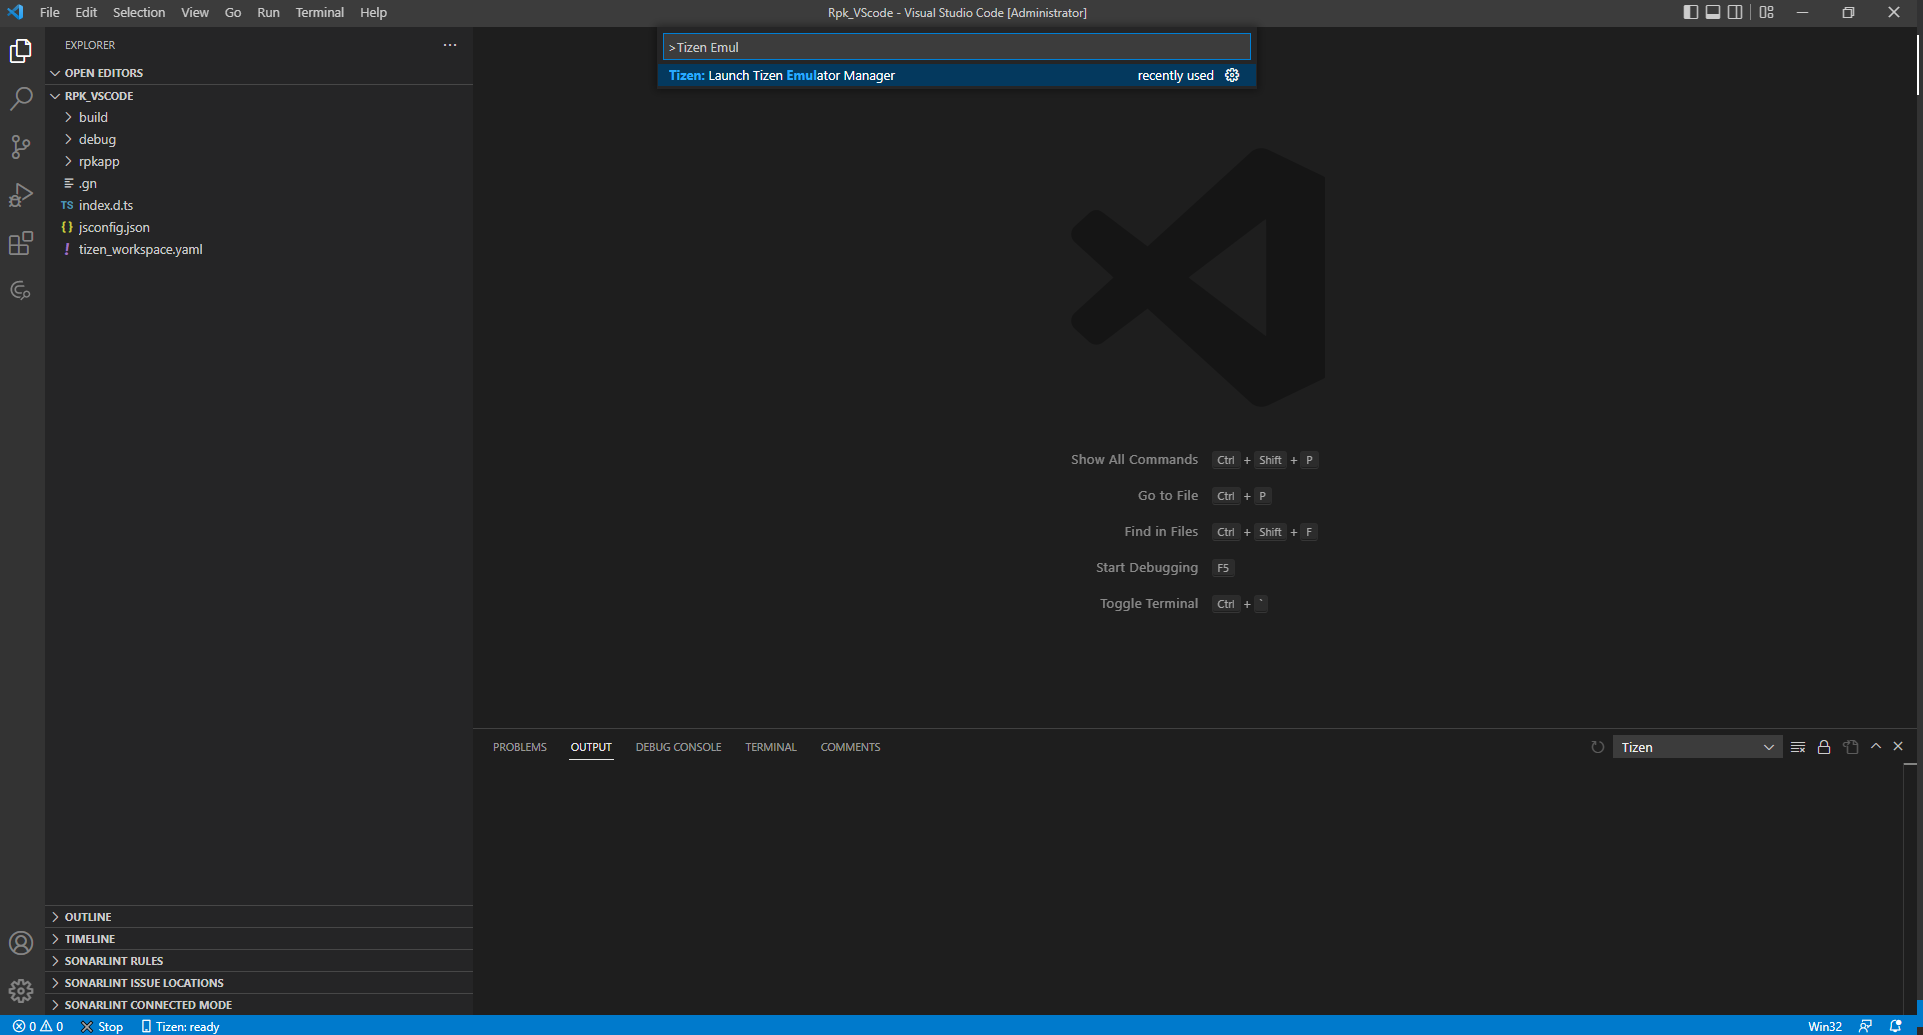 File Edit Selection View Go Run Terminal Help
Rpk_VScode - Visual Studio Code [Administrator]
>Tizen Emul
Tizen: Launch Tizen Emulator Manager recently used
EXPLORER
OPEN EDITORS
RPK_VSCODE
build
debug
rpkapp
.gn
TS index.d.ts
{} jsconfig.json
! tizen_workspace.yaml
Show All Commands Ctrl + Shift + P
Go to File Ctrl + P
Find in Files Ctrl + Shift + F
Start Debugging F5
Toggle Terminal Ctrl + `
PROBLEMS OUTPUT DEBUG CONSOLE TERMINAL COMMENTS
Tizen
OUTLINE
TIMELINE
SONARLINT RULES
SONARLINT ISSUE LOCATIONS
SONARLINT CONNECTED MODE
0 0 Stop Tizen: ready
Win32